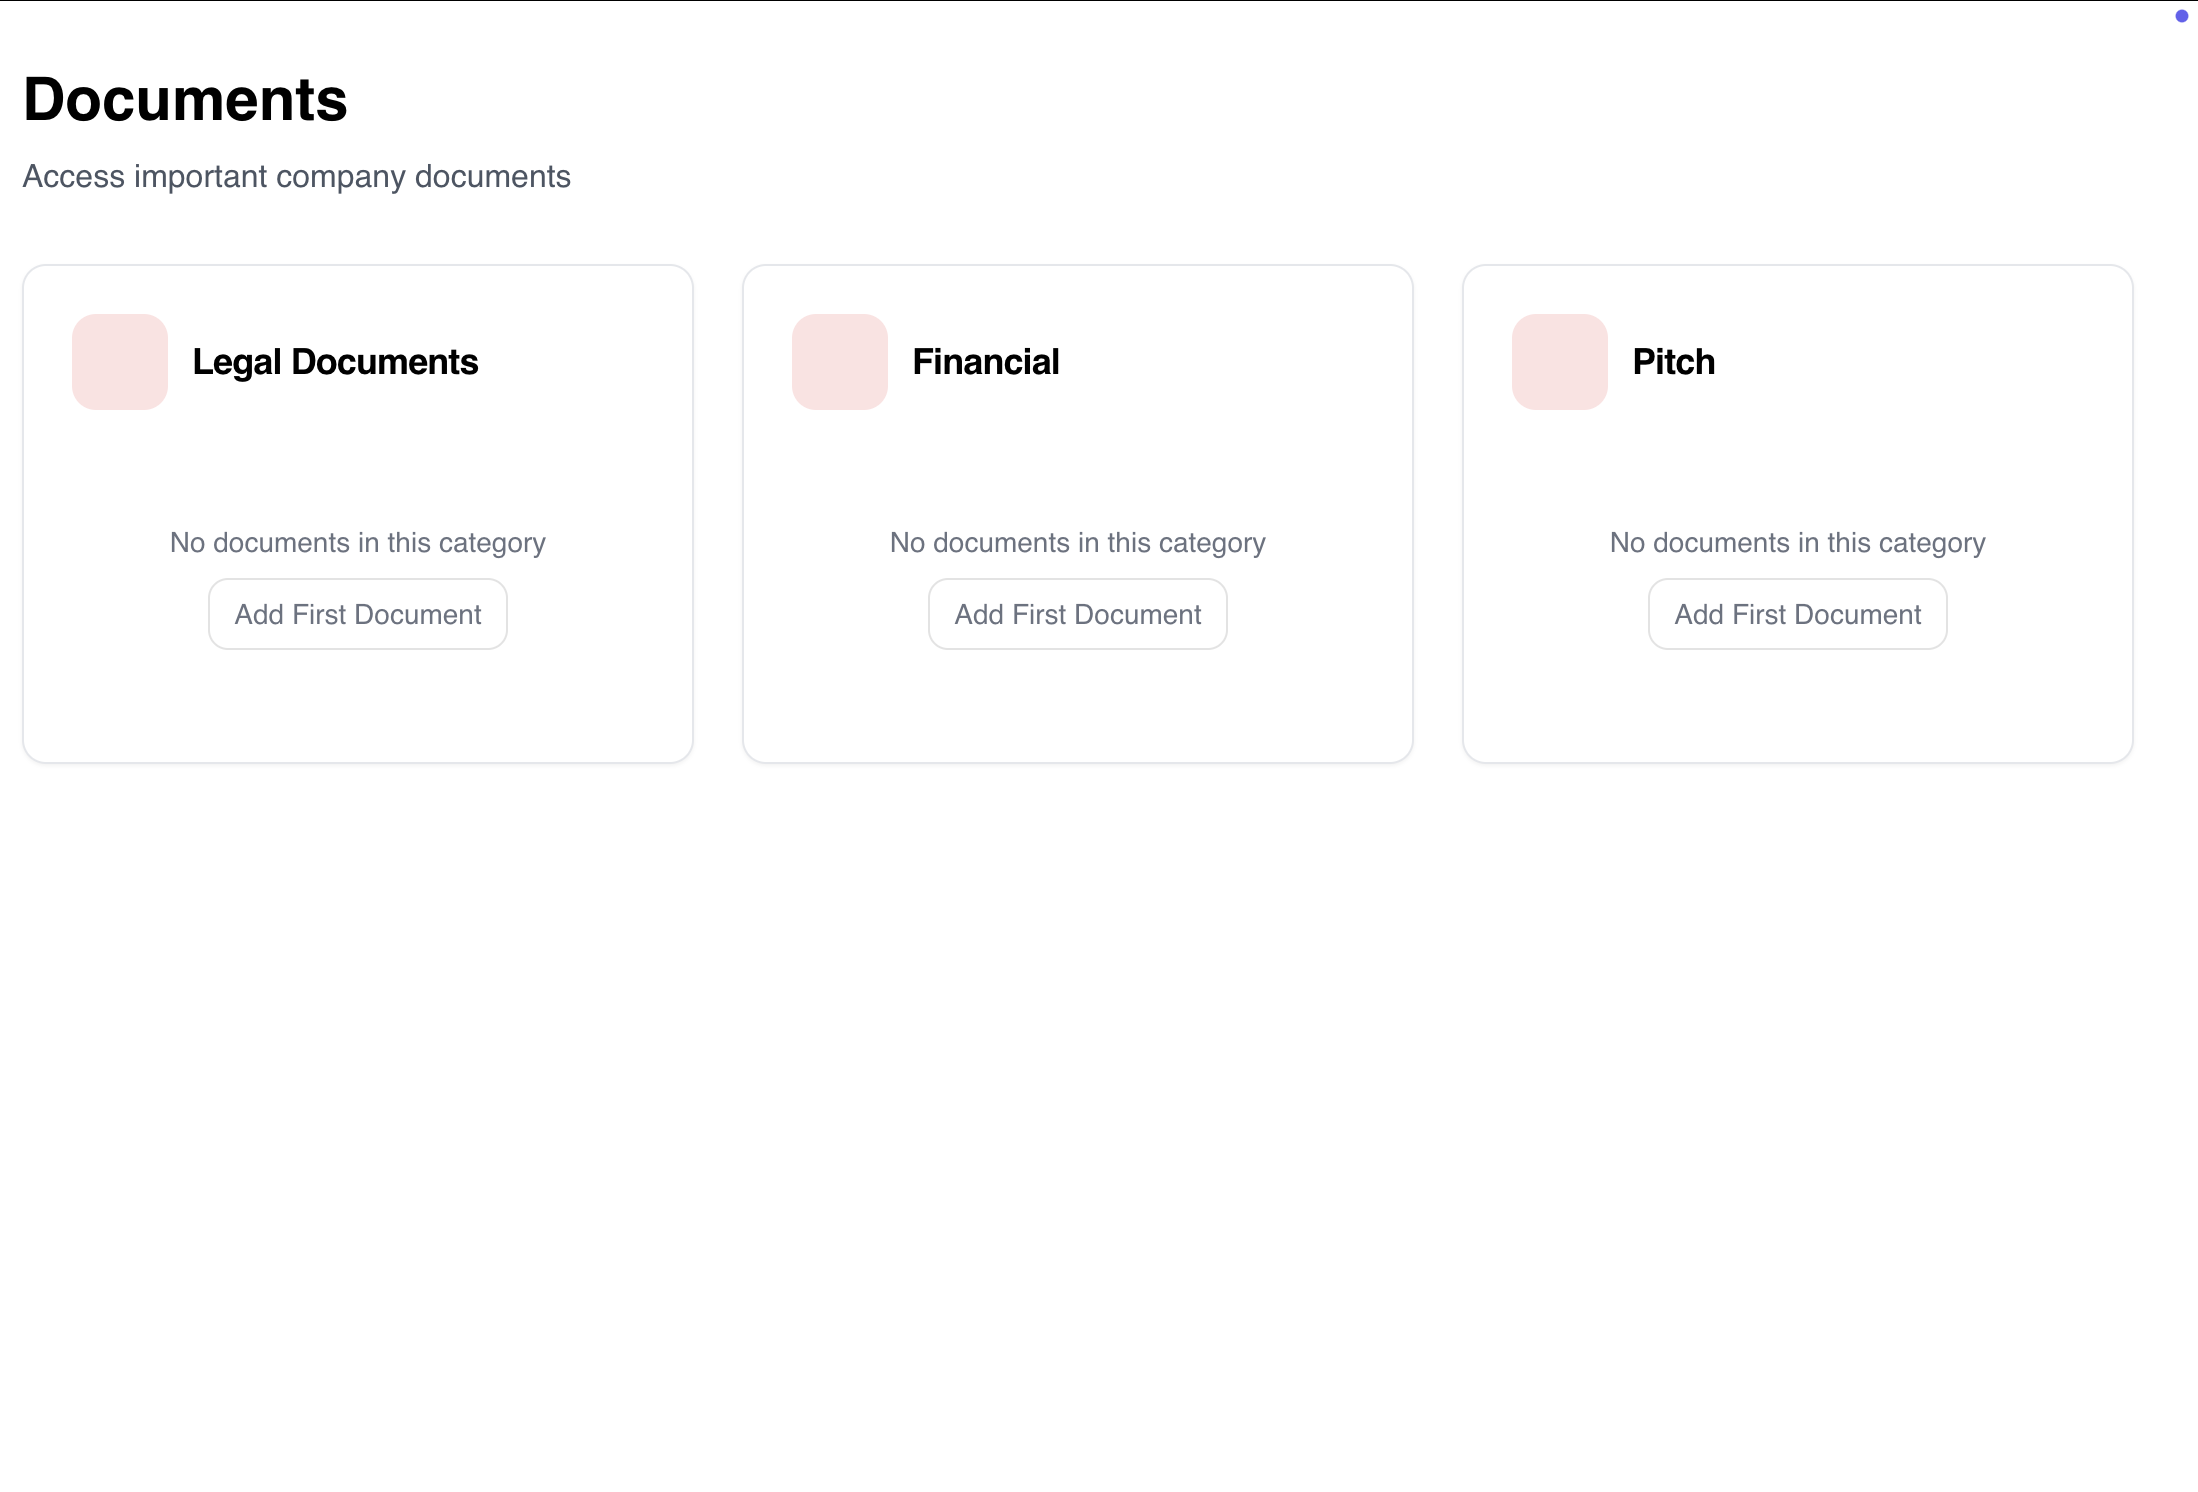 Documents
Access important company documents
Legal Documents
No documents in this category
Add First Document
Financial
No documents in this category
Add First Document
Pitch
No documents in this category
Add First Document